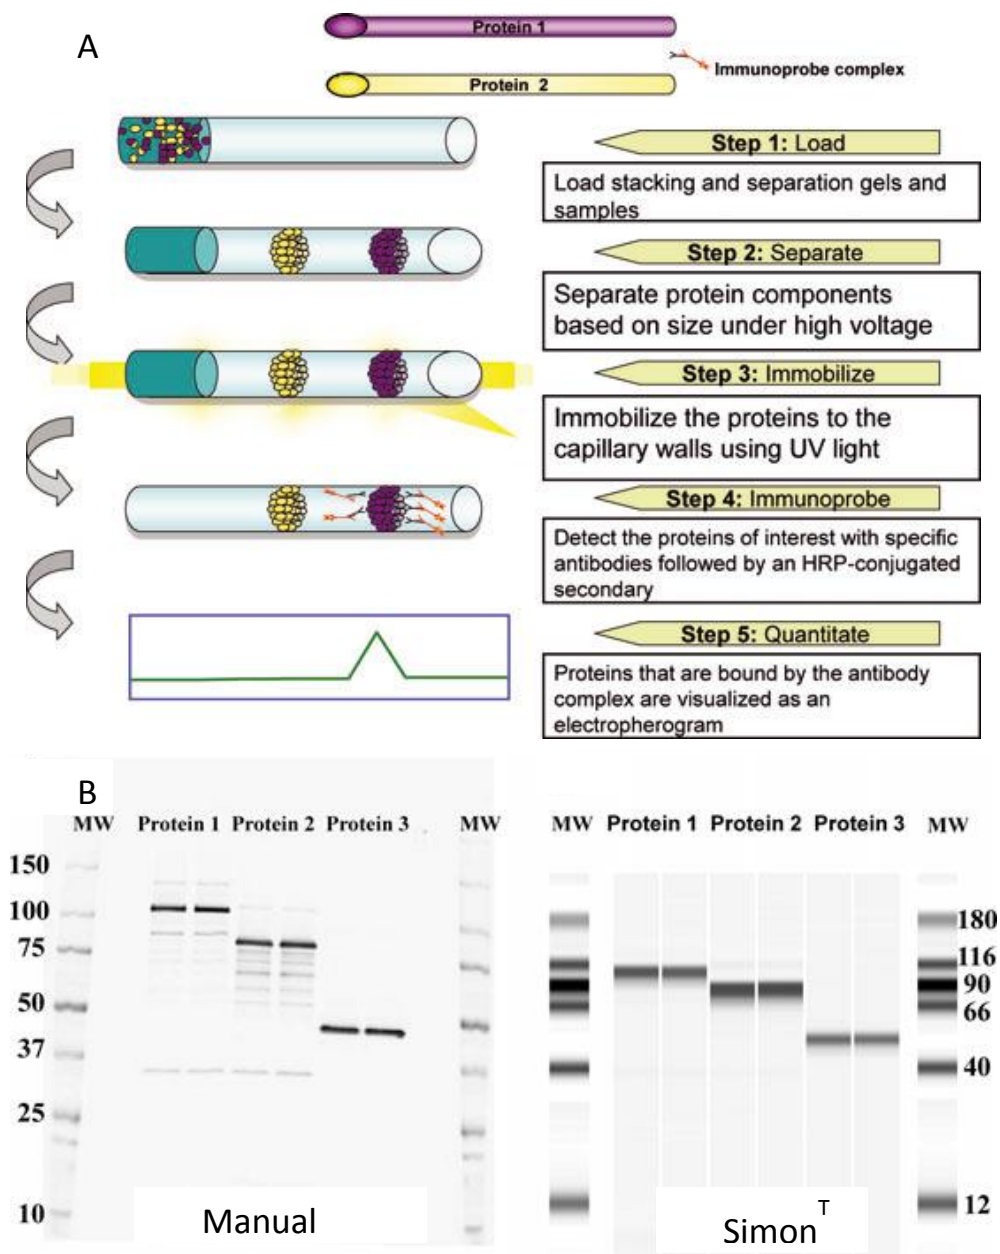 A
Protein 1
Immunoprobe complex
Protein 2
Step 1: Load
Load stacking and separation gels and
samples
Step 2: Separate
Separate protein components
based on size under high voltage
Step 3: Immobilize
Immobilize the proteins to the
capillary walls using UV light
Step 4: Immunoprobe
Detect the proteins of interest with specific
antibodies followed by an HRP-conjugated
secondary
Step 5: Quantitate
Proteins that are bound by the antibody
complex are visualized as an
electropherogram
B
MW Protein 1 Protein 2 Protein 3 MW
150
100
75
50
37
25
10
Manual
MW Protein 1 Protein 2 Protein 3 MW
180
116
90
66
40
12
Simon T